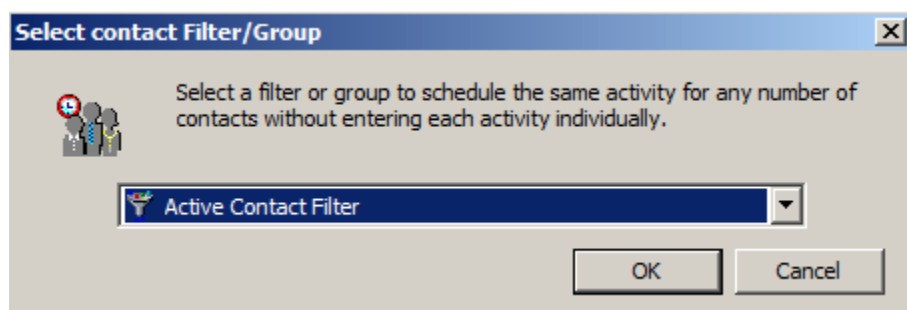 Select contact Filter/Group
Select a filter or group to schedule the same activity for any number of
contacts without entering each activity individually.
Active Contact Filter
OK
Cancel